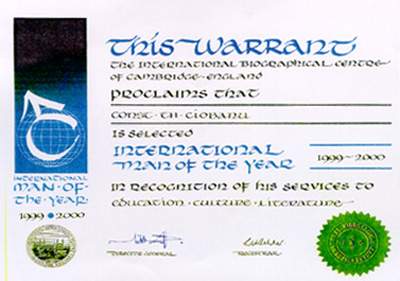 THIS WARRANT
THE INTERNATIONAL BIOGRAPHICAL CENTRE
OF CAMBRIDGE·ENGLAND
PROCLAIMS THAT
CONST·TH·CIOBANU
IS SELECTED
INTERNATIONAL
MAN OF THE YEAR
1999–2000
IN RECOGNITION OF HIS SERVICES TO
EDUCATION·CULTURE·LITERATURE
INTERNATIONAL
MAN·OF·
THE·YEAR
1999·2000
DIRECTOR GENERAL
REGISTRAR